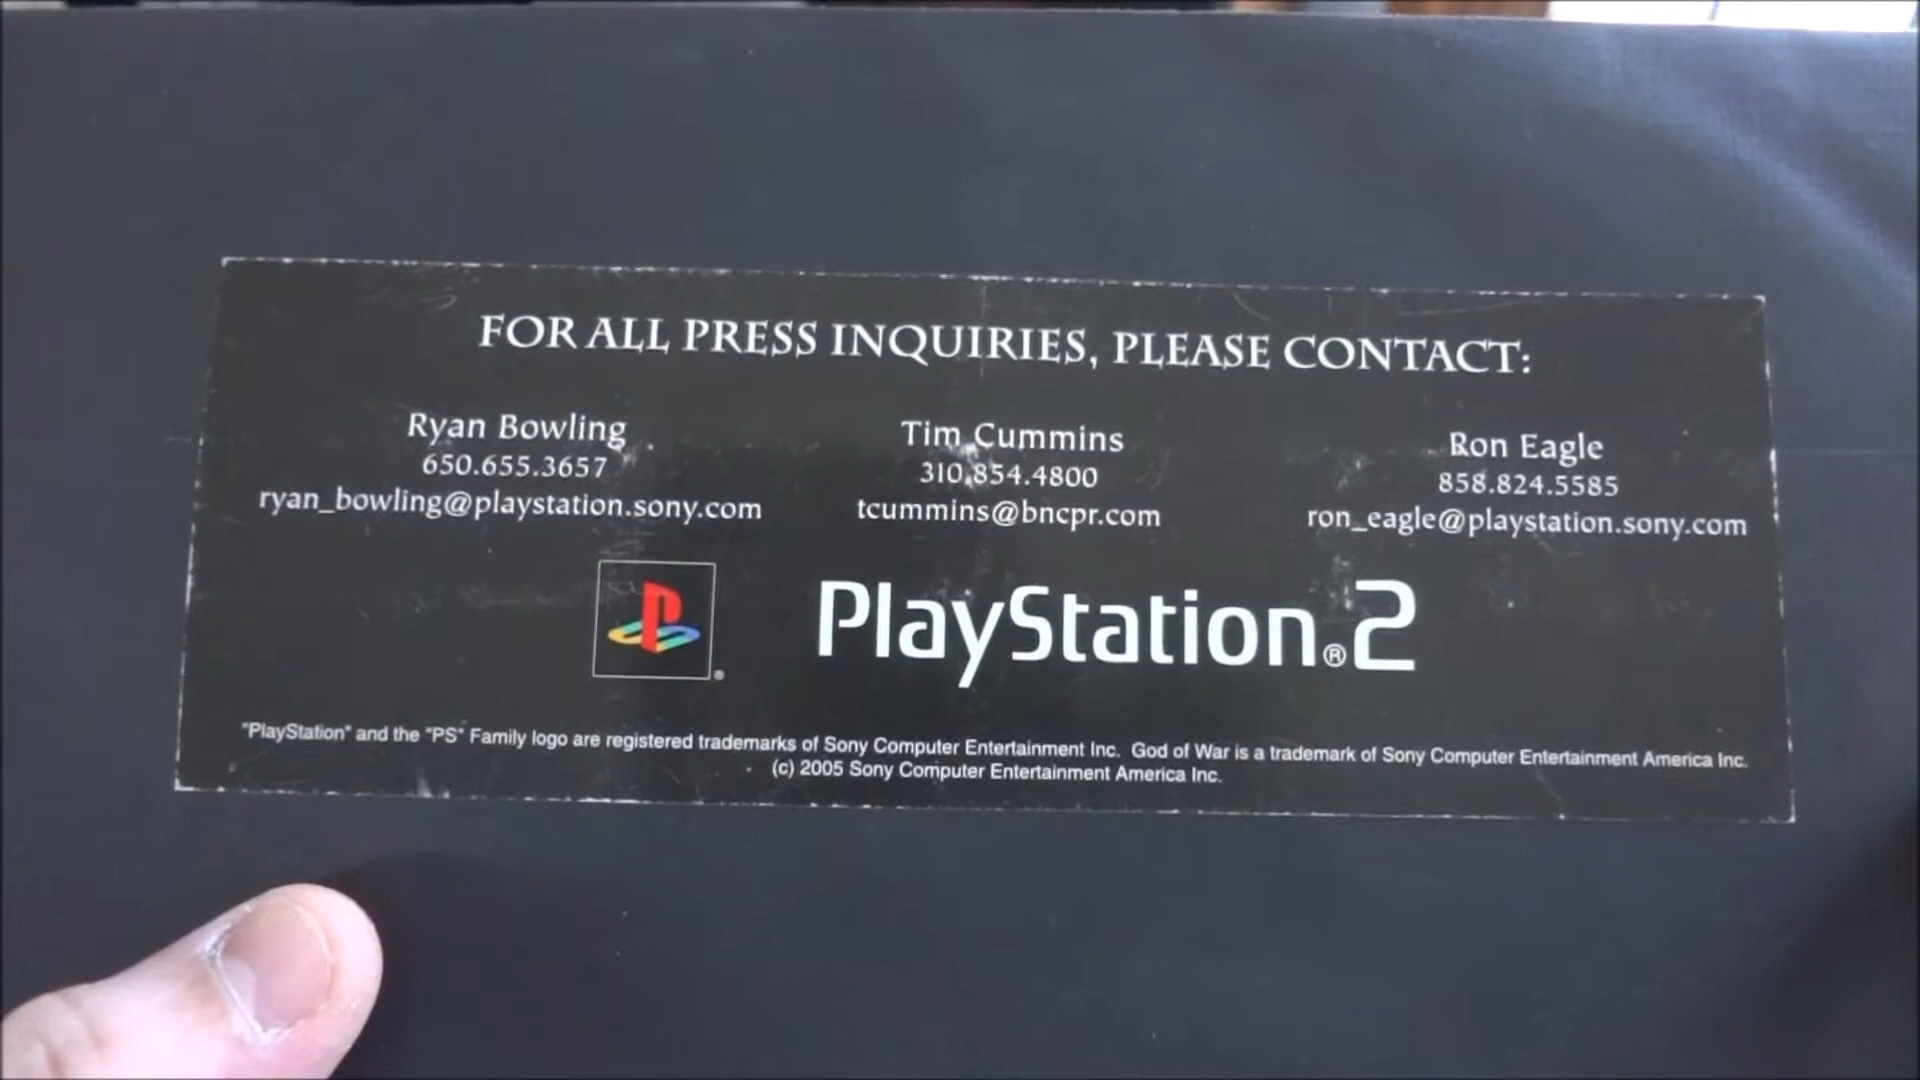 FOR ALL PRESS INQUIRIES, PLEASE CONTACT:
Ryan Bowling
650.655.3657
ryan_bowling@playstation.sony.com
Tim Cummins
310.854.4800
tcummins@bncpr.com
Ron Eagle
858.824.5585
ron_eagle@playstation.sony.com
PlayStation®2
"PlayStation" and the "PS" Family logo are registered trademarks of Sony Computer Entertainment Inc. God of War is a trademark of Sony Computer Entertainment America Inc.
(c) 2005 Sony Computer Entertainment America Inc.